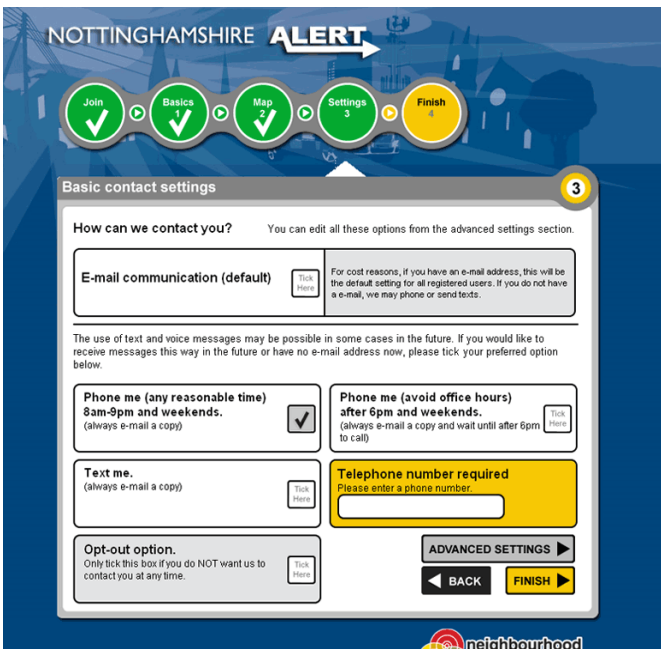 NOTTINGHAMSHIRE ALERT
Join
Basics
1
Map
2
Settings
3
Finish
4
Basic contact settings
3
How can we contact you?
You can edit all these options from the advanced settings section.
E-mail communication (default)
Tick
Here
For cost reasons, if you have an e-mail address, this will be
the default setting for all registered users. If you do not have
a e-mail, we may phone or send texts.
The use of text and voice messages may be possible in some cases in the future. If you would like to
receive messages this way in the future or have no e-mail address now, please tick your preferred option
below.
Phone me (any reasonable time)
8am-9pm and weekends.
(always e-mail a copy)
Phone me (avoid office hours)
after 6pm and weekends.
(always e-mail a copy and wait until after 6pm
to call)
Tick
Here
Text me.
(always e-mail a copy)
Tick
Here
Telephone number required
Please enter a phone number.
Opt-out option.
Only tick this box if you do NOT want us to
contact you at any time.
Tick
Here
ADVANCED SETTINGS
BACK
FINISH
neighbourhood